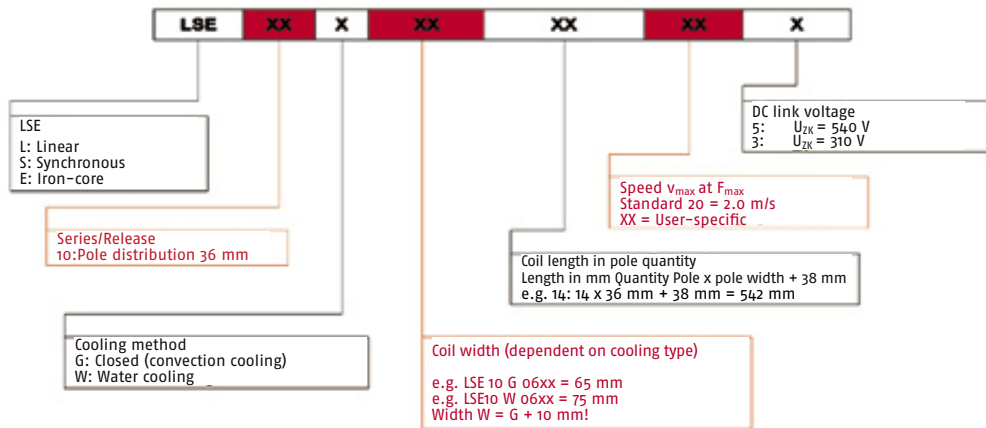 LSE XX X XX XX XX X
LSE
L: Linear
S: Synchronous
E: Iron-core
DC link voltage
5: UZK = 540 V
3: UZK = 310 V
Speed vmax at Fmax
Standard 20 = 2.0 m/s
XX = User-specific
Series/Release
10:Pole distribution 36 mm
Coil length in pole quantity
Length in mm Quantity Pole x pole width + 38 mm
e.g. 14: 14 x 36 mm + 38 mm = 542 mm
Cooling method
G: Closed (convection cooling)
W: Water cooling
Coil width (dependent on cooling type)
e.g. LSE 10 G 06xx = 65 mm
e.g. LSE10 W 06xx = 75 mm
Width W = G + 10 mm!